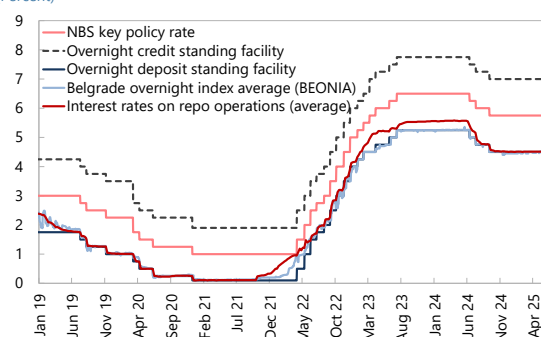 Percent)
9
NBS key policy rate
8
Overnight credit standing facility
7
Overnight deposit standing facility
Belgrade overnight index average (BEONIA)
6
Interest rates on repo operations (average)
5
4
3
2
1
0
Jan 19
Jun 19
Nov 19
Apr 20
Sep 20
Feb 21
Jul 21
Dec 21
May 22
Oct 22
Mar 23
Aug 23
Jan 24
Jun 24
Nov 24
Apr 25